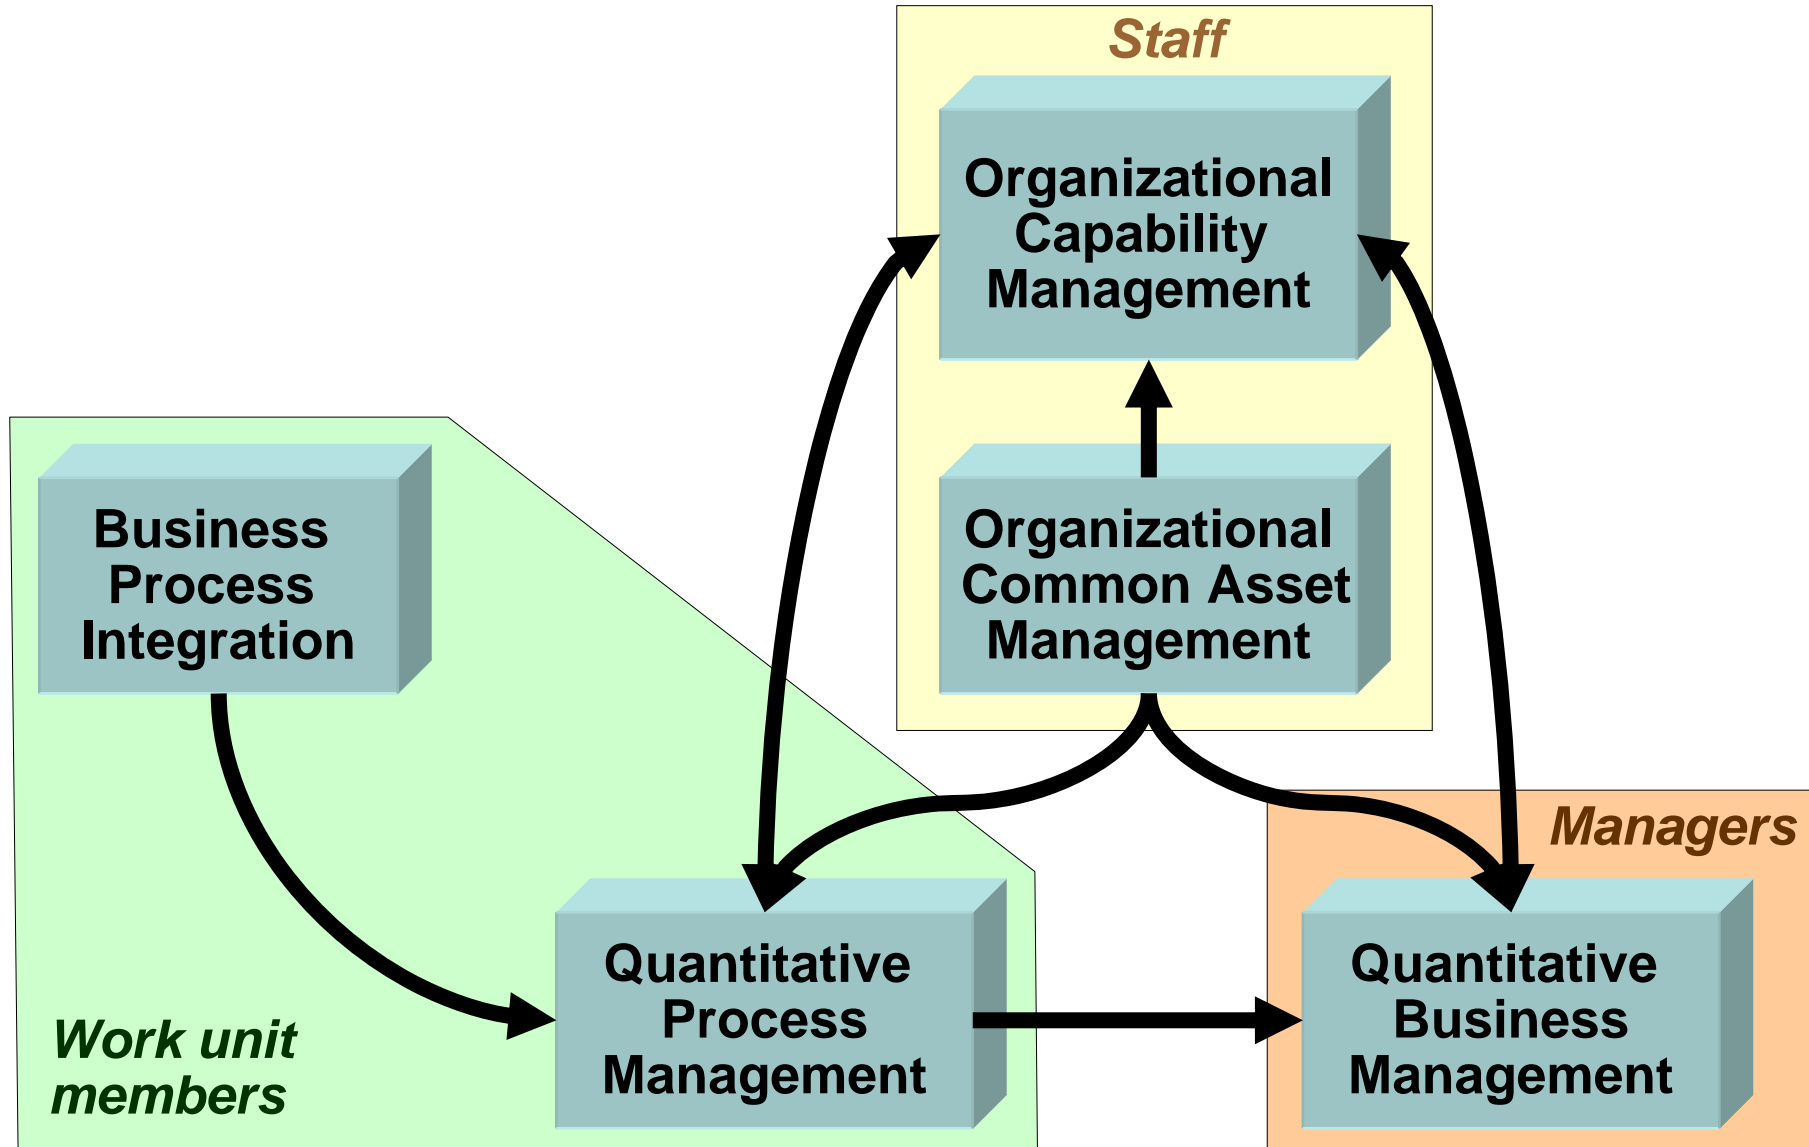 Staff
Organizational
Capability
Management
Business
Process
Integration
Organizational
Common Asset
Management
Managers
Work unit
members
Quantitative
Process
Management
Quantitative
Business
Management